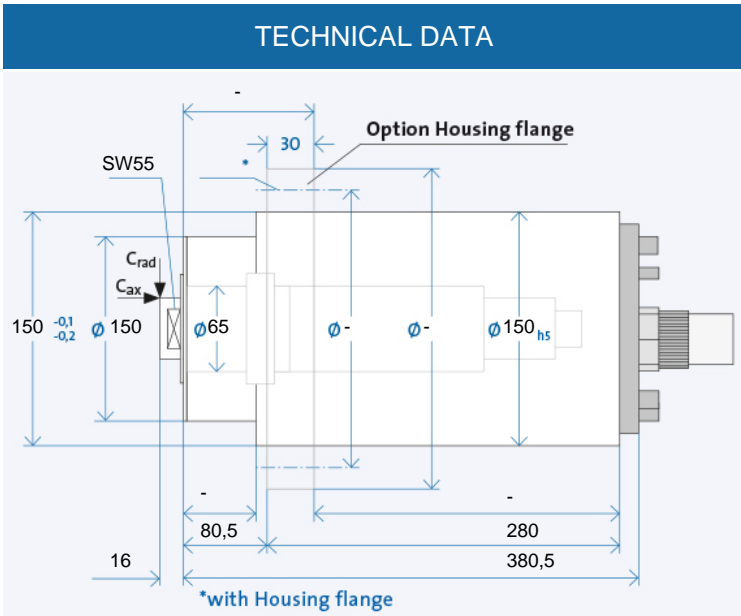 TECHNICAL DATA
-
30
Option Housing flange
SW55
*
Crad
Cax
150 -0,1 -0,2
Ø 150
Ø65
Ø-
Ø-
Ø150 h5
-
-
80,5
280
16
380,5
*with Housing flange